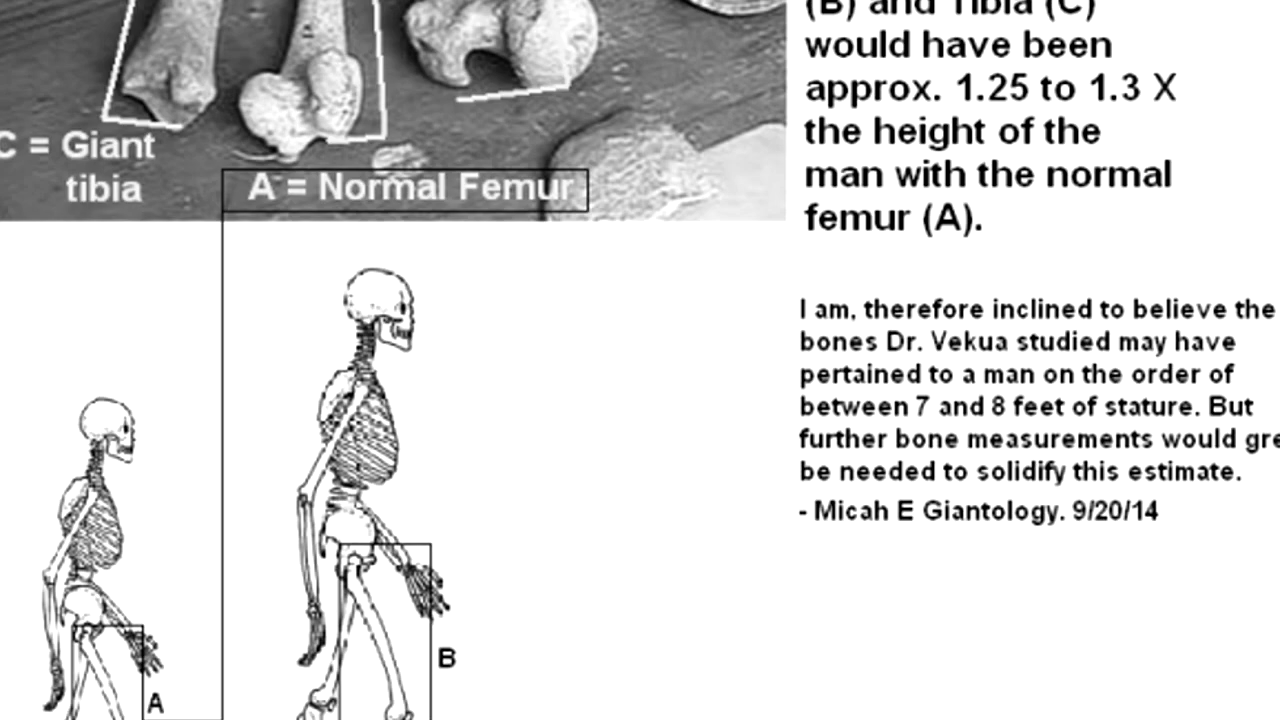 (B) and Tibia (C)
would have been
approx. 1.25 to 1.3 X
the height of the
man with the normal
femur (A).
C = Giant
tibia
A = Normal Femur
I am, therefore inclined to believe the
bones Dr. Vekua studied may have
pertained to a man on the order of
between 7 and 8 feet of stature. But
further bone measurements would gre
be needed to solidify this estimate.
- Micah E Giantology. 9/20/14
B
A